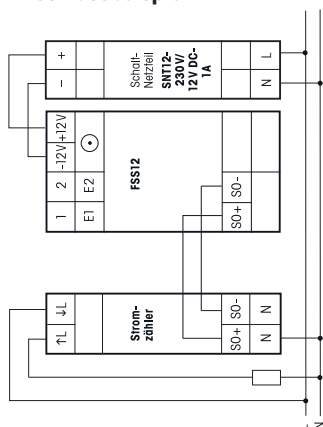 +
−
Schalt-
Netzteil
SNT12-
230V/
12V DC-
1A
L
N
-12V
+12V
1
2
E1
E2
FSS12
S0+
S0-
↑L
↓L
Strom-
zähler
S0+
S0-
N
N
N